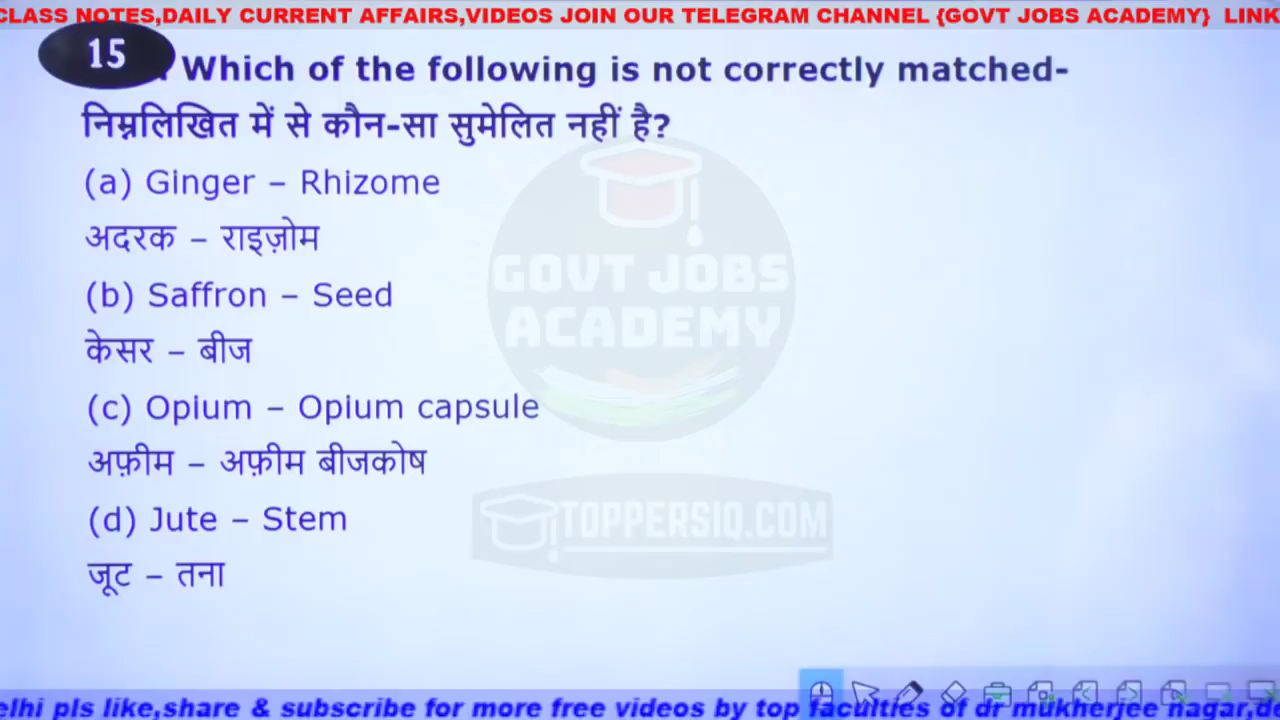 CLASS NOTES,DAILY CURRENT AFFAIRS,VIDEOS JOIN OUR TELEGRAM CHANNEL {GOVT JOBS ACADEMY} LINK
15
Which of the following is not correctly matched-
निम्नलिखित में से कौन-सा सुमेलित नहीं है?
(a) Ginger – Rhizome
अदरक – राइज़ोम
(b) Saffron – Seed
केसर – बीज
(c) Opium – Opium capsule
अफ़ीम – अफ़ीम बीजकोष
(d) Jute – Stem
जूट – तना
GOVT JOBS
ACADEMY
TOPPERSIQ.COM
elhi pls like,share & subscribe for more free videos by top faculties of dr mukherjee nagar,de